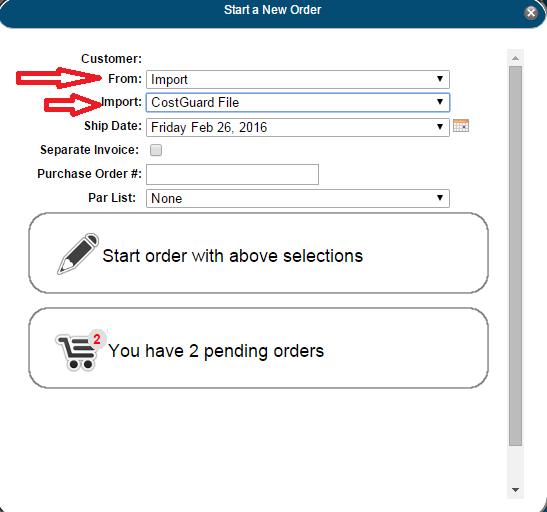 Start a New Order
Customer:
From: Import
Import: CostGuard File
Ship Date: Friday Feb 26, 2016
Separate Invoice:
Purchase Order #:
Par List: None
Start order with above selections
2
You have 2 pending orders